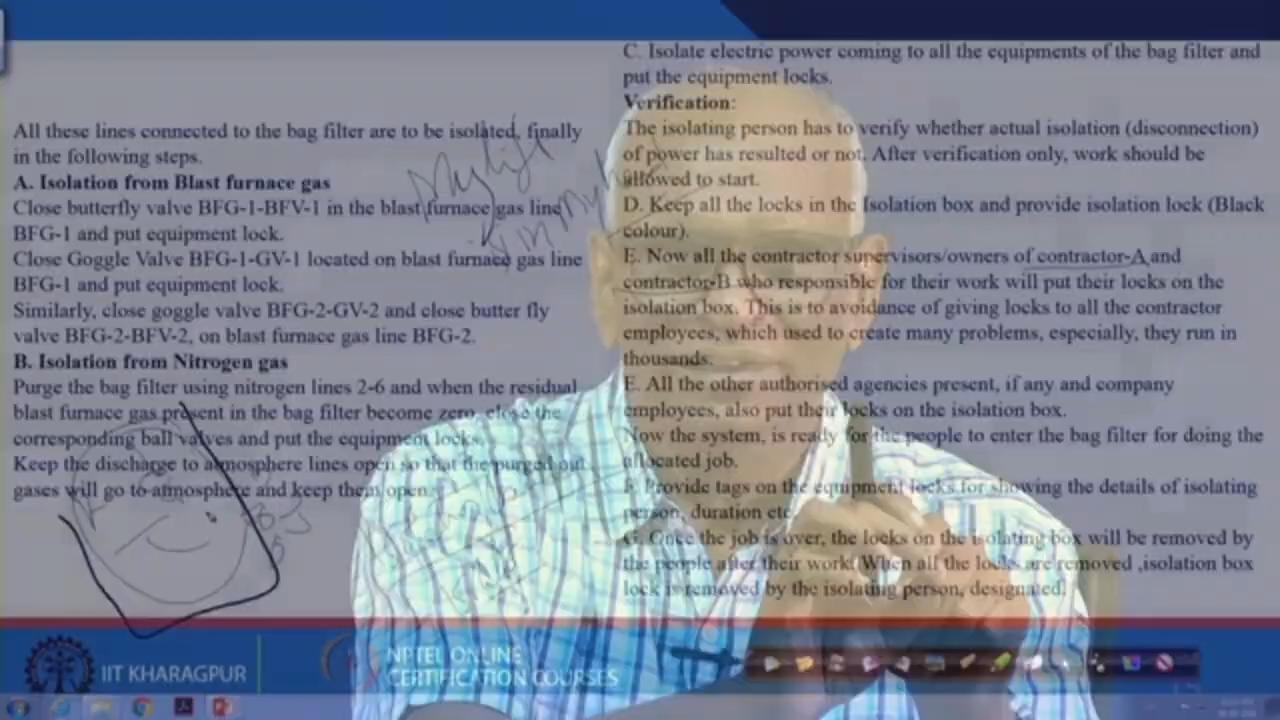 All these lines connected to the bag filter are to be isolated, finally
in the following steps.
A. Isolation from Blast furnace gas
Close butterfly valve BFG-1-BFV-1 in the blast furnace gas line
BFG-1 and put equipment lock.
Close Goggle Valve BFG-1-GV-1 located on blast furnace gas line
BFG-1 and put equipment lock.
Similarly, close goggle valve BFG-2-GV-2 and close butter fly
valve BFG-2-BFV-2, on blast furnace gas line BFG-2.
B. Isolation from Nitrogen gas
Purge the bag filter using nitrogen lines 2-6 and when the residual
blast furnace gas present in the bag filter become zero, close the
corresponding ball valves and put the equipment locks.
Keep the discharge to atmosphere lines open so that the purged out
gases will go to atmosphere and keep them open.
C. Isolate electric power coming to all the equipments of the bag filter and
put the equipment locks.
Verification:
The isolating person has to verify whether actual isolation (disconnection)
of power has resulted or not. After verification only, work should be
allowed to start.
D. Keep all the locks in the Isolation box and provide isolation lock (Black
colour).
E. Now all the contractor supervisors/owners of contractor-A and
contractor-B who responsible for their work will put their locks on the
isolation box. This is to avoidance of giving locks to all the contractor
employees, which used to create many problems, especially, they run in
thousands.
E. All the other authorised agencies present, if any and company
employees, also put their locks on the isolation box.
Now the system, is ready for the people to enter the bag filter for doing the
allocated job.
F. Provide tags on the equipment locks for showing the details of isolating
person, duration etc.
G. Once the job is over, the locks on the isolating box will be removed by
the people after their work. When all the locks are removed ,isolation box
lock is removed by the isolating person, designated.
My life
in My
IIT KHARAGPUR
NPTEL ONLINE
CERTIFICATION COURSES